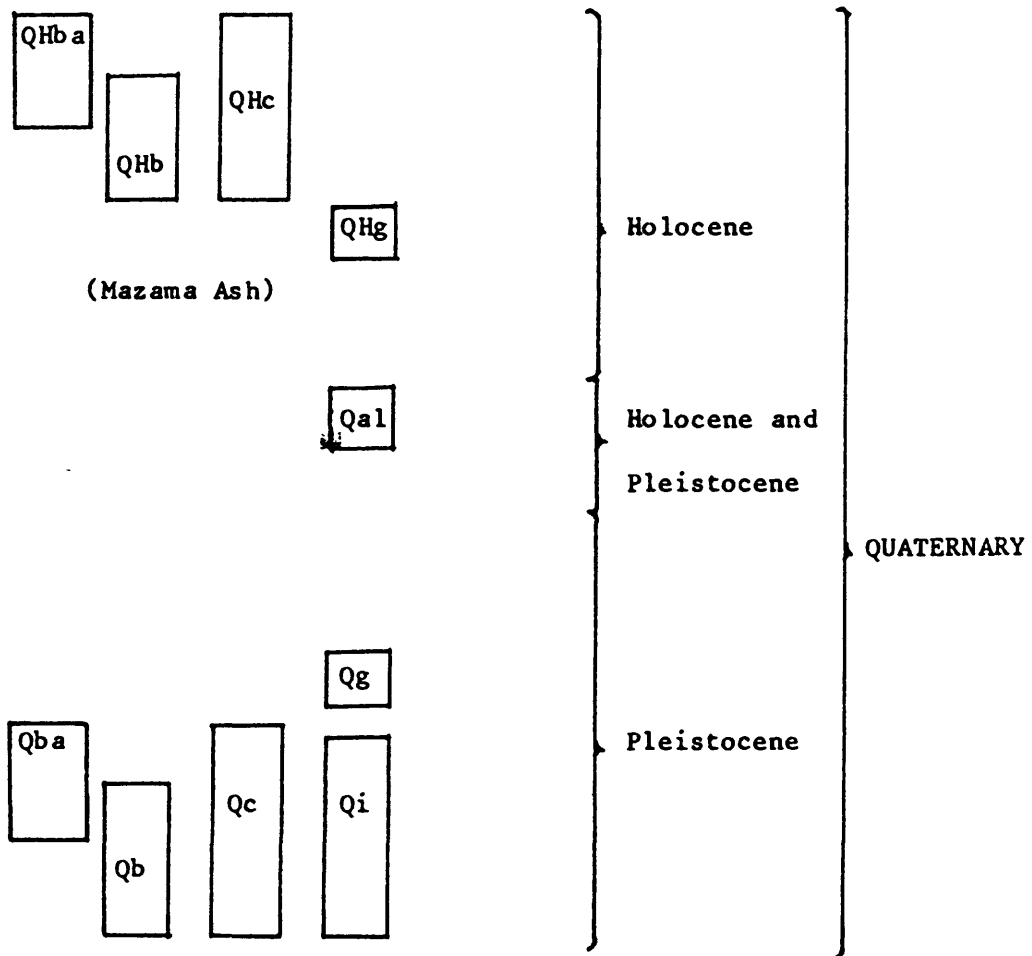 QHba
QHc
QHb
QHg
Holocene
(Mazama Ash)
Qal
Holocene and
Pleistocene
QUATERNARY
Qg
Qba
Pleistocene
Qc
Qi
Qb